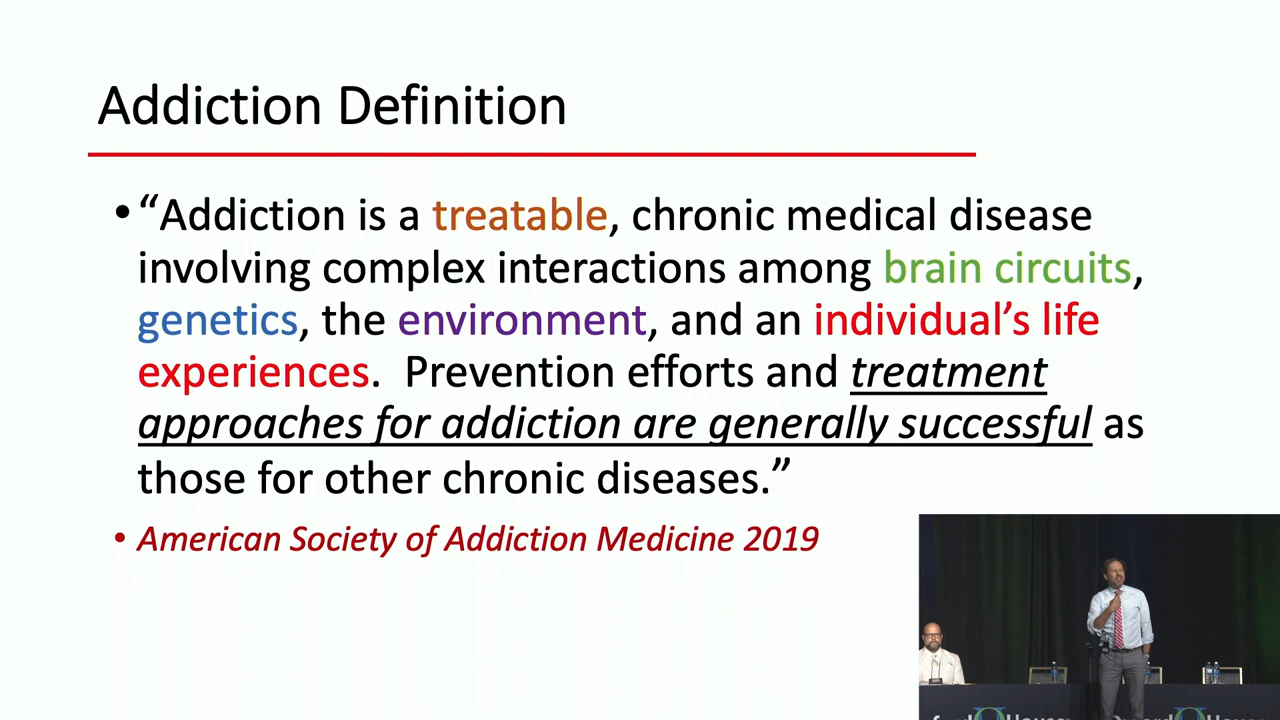 Addiction Definition
• “Addiction is a treatable, chronic medical disease
involving complex interactions among brain circuits,
genetics, the environment, and an individual’s life
experiences.  Prevention efforts and treatment
approaches for addiction are generally successful as
those for other chronic diseases.”
• American Society of Addiction Medicine 2019